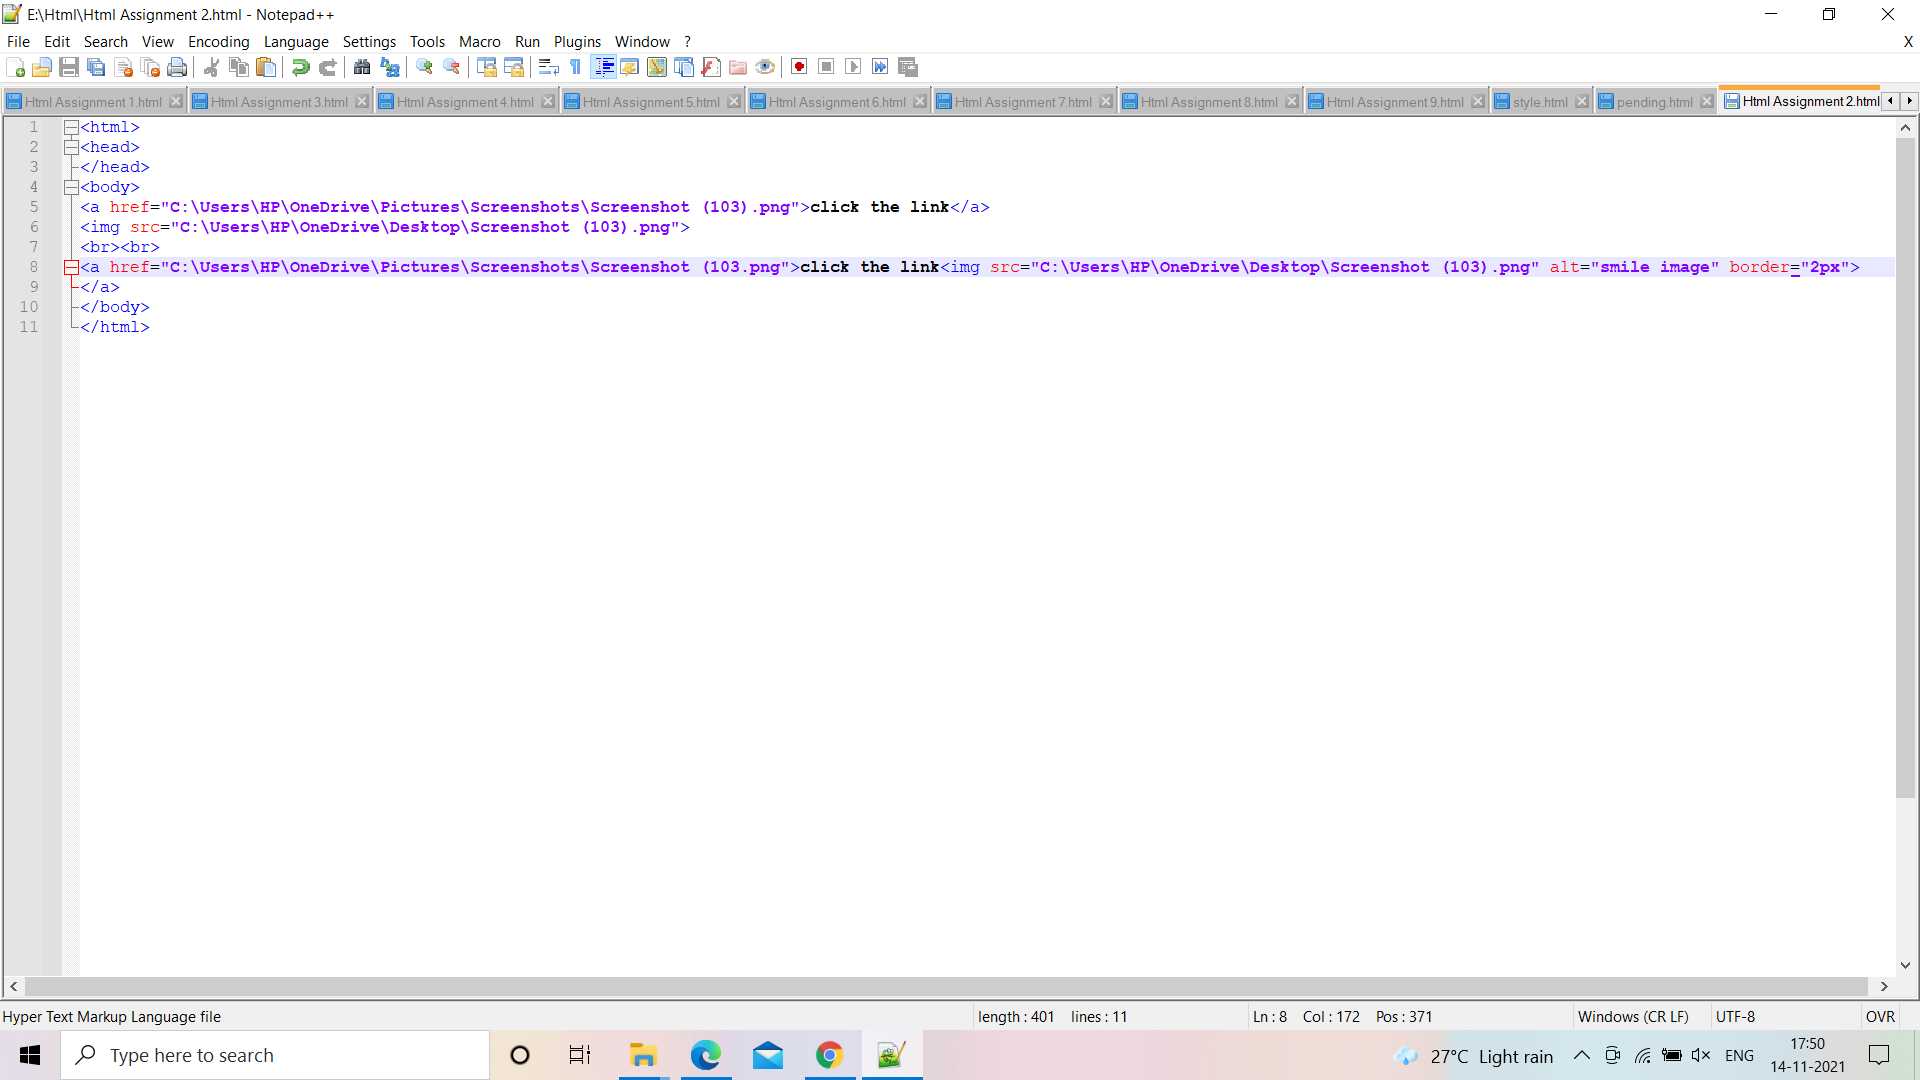 E:\Html\Html Assignment 2.html - Notepad++
File Edit Search View Encoding Language Settings Tools Macro Run Plugins Window ? X
Html Assignment 1.html Html Assignment 3.html Html Assignment 4.html Html Assignment 5.html Html Assignment 6.html Html Assignment 7.html Html Assignment 8.html Html Assignment 9.html style.html pending.html Html Assignment 2.html
1 <html>
2 <head>
3 </head>
4 <body>
5 <a href="C:\Users\HP\OneDrive\Pictures\Screenshots\Screenshot (103).png">click the link</a>
6 <img src="C:\Users\HP\OneDrive\Desktop\Screenshot (103).png">
7 <br><br>
8 <a href="C:\Users\HP\OneDrive\Pictures\Screenshots\Screenshot (103.png">click the link<img src="C:\Users\HP\OneDrive\Desktop\Screenshot (103).png" alt="smile image" border="2px">
9 </a>
10 </body>
11 </html>
Hyper Text Markup Language file length : 401 lines : 11 Ln : 8 Col : 172 Pos : 371 Windows (CR LF) UTF-8 OVR
Type here to search 27°C Light rain ENG 17:50
14-11-2021